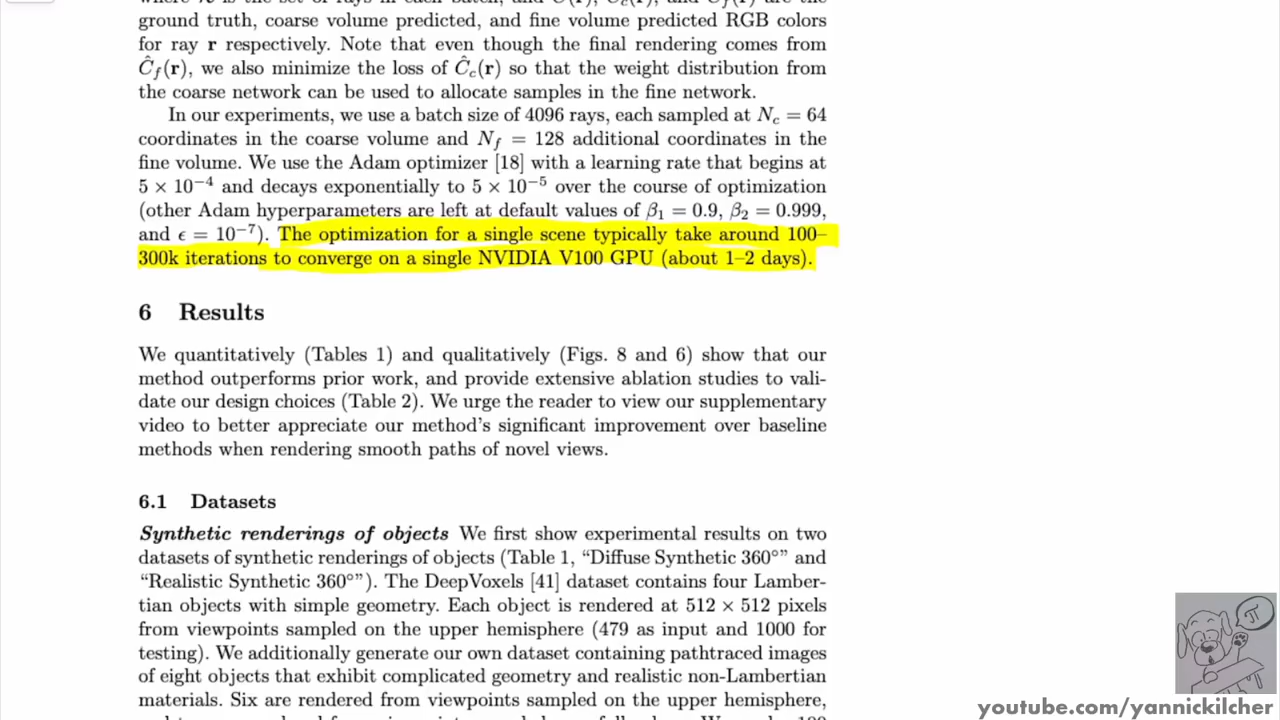 ground truth, coarse volume predicted, and fine volume predicted RGB colors
for ray r respectively. Note that even though the final rendering comes from
Ĉf(r), we also minimize the loss of Ĉc(r) so that the weight distribution from
the coarse network can be used to allocate samples in the fine network.
In our experiments, we use a batch size of 4096 rays, each sampled at Nc = 64
coordinates in the coarse volume and Nf = 128 additional coordinates in the
fine volume. We use the Adam optimizer [18] with a learning rate that begins at
5 × 10−4 and decays exponentially to 5 × 10−5 over the course of optimization
(other Adam hyperparameters are left at default values of β1 = 0.9, β2 = 0.999,
and ϵ = 10−7). The optimization for a single scene typically take around 100–
300k iterations to converge on a single NVIDIA V100 GPU (about 1–2 days).
6 Results
We quantitatively (Tables 1) and qualitatively (Figs. 8 and 6) show that our
method outperforms prior work, and provide extensive ablation studies to vali-
date our design choices (Table 2). We urge the reader to view our supplementary
video to better appreciate our method's significant improvement over baseline
methods when rendering smooth paths of novel views.
6.1 Datasets
Synthetic renderings of objects We first show experimental results on two
datasets of synthetic renderings of objects (Table 1, “Diffuse Synthetic 360°” and
“Realistic Synthetic 360°”). The DeepVoxels [41] dataset contains four Lamber-
tian objects with simple geometry. Each object is rendered at 512 × 512 pixels
from viewpoints sampled on the upper hemisphere (479 as input and 1000 for
testing). We additionally generate our own dataset containing pathtraced images
of eight objects that exhibit complicated geometry and realistic non-Lambertian
materials. Six are rendered from viewpoints sampled on the upper hemisphere,
π
youtube.com/yannickilcher